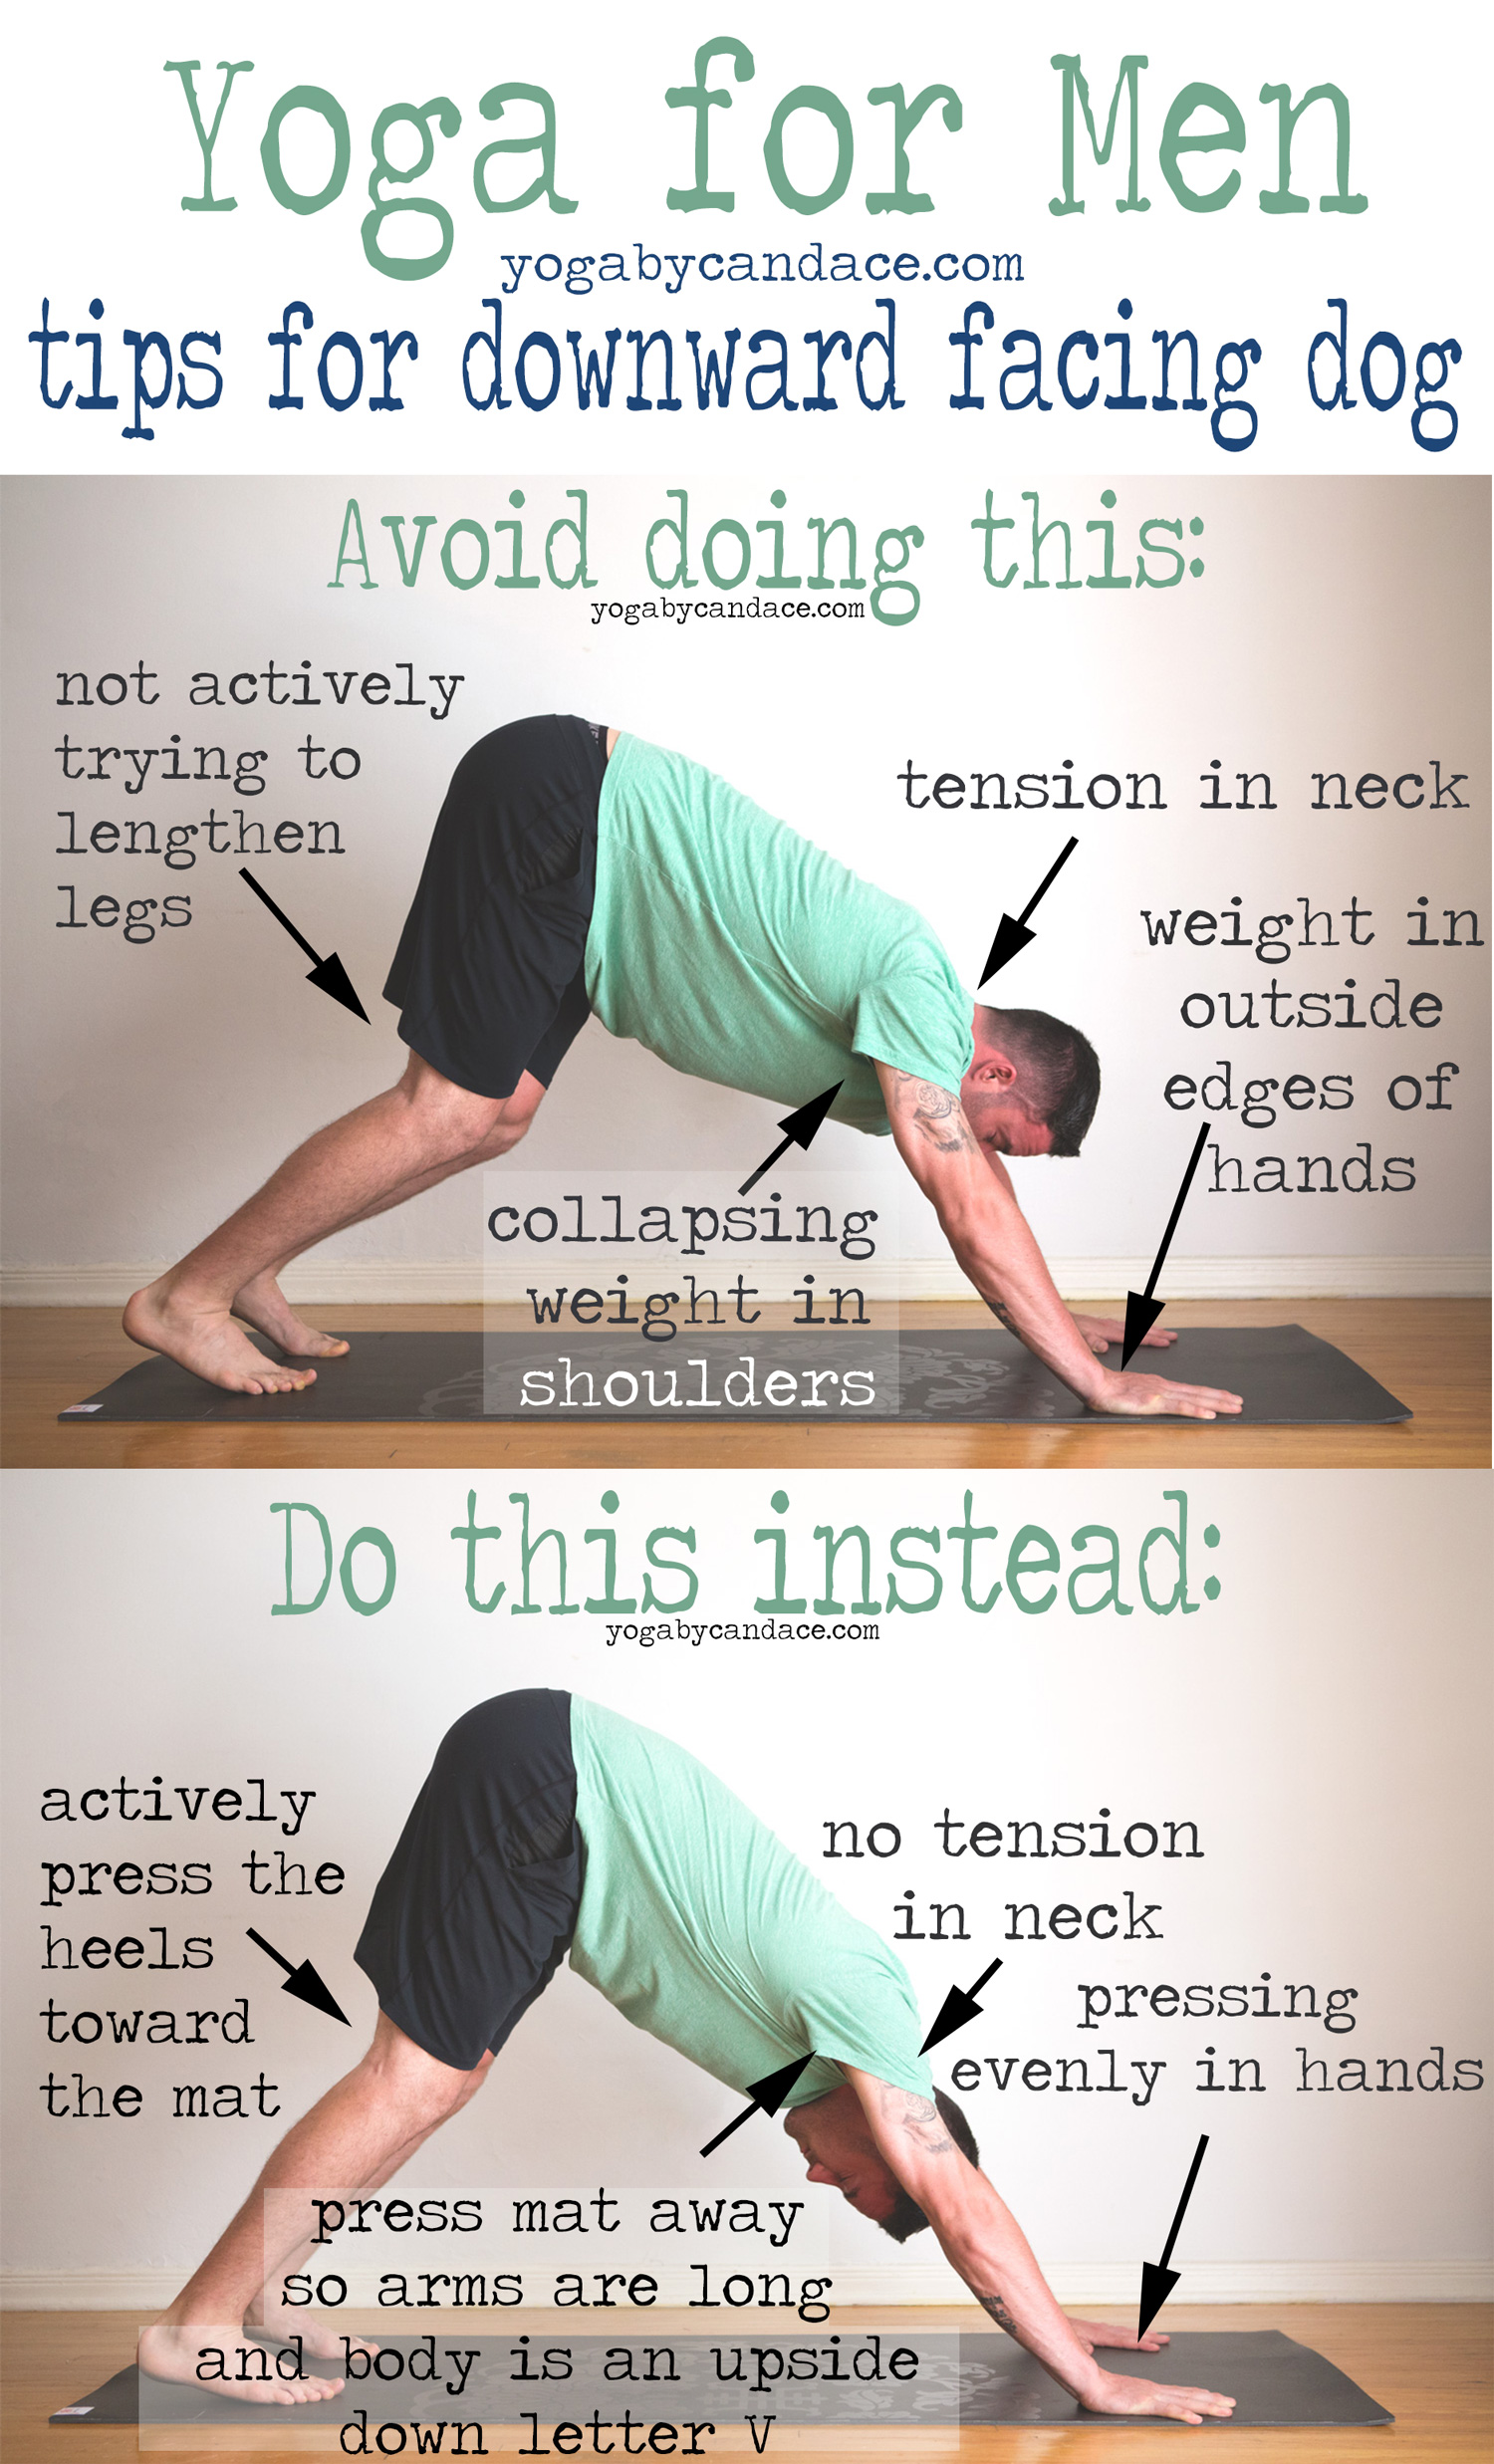 Yoga for Men
yogabycandace.com
tips for downward facing dog
Avoid doing this:
yogabycandace.com
not actively
trying to
lengthen
legs
tension in neck
weight in
outside
edges of
hands
collapsing
weight in
shoulders
Do this instead:
yogabycandace.com
actively
press the
heels
toward
the mat
no tension
in neck
pressing
evenly in hands
press mat away
so arms are long
and body is an upside
down letter V